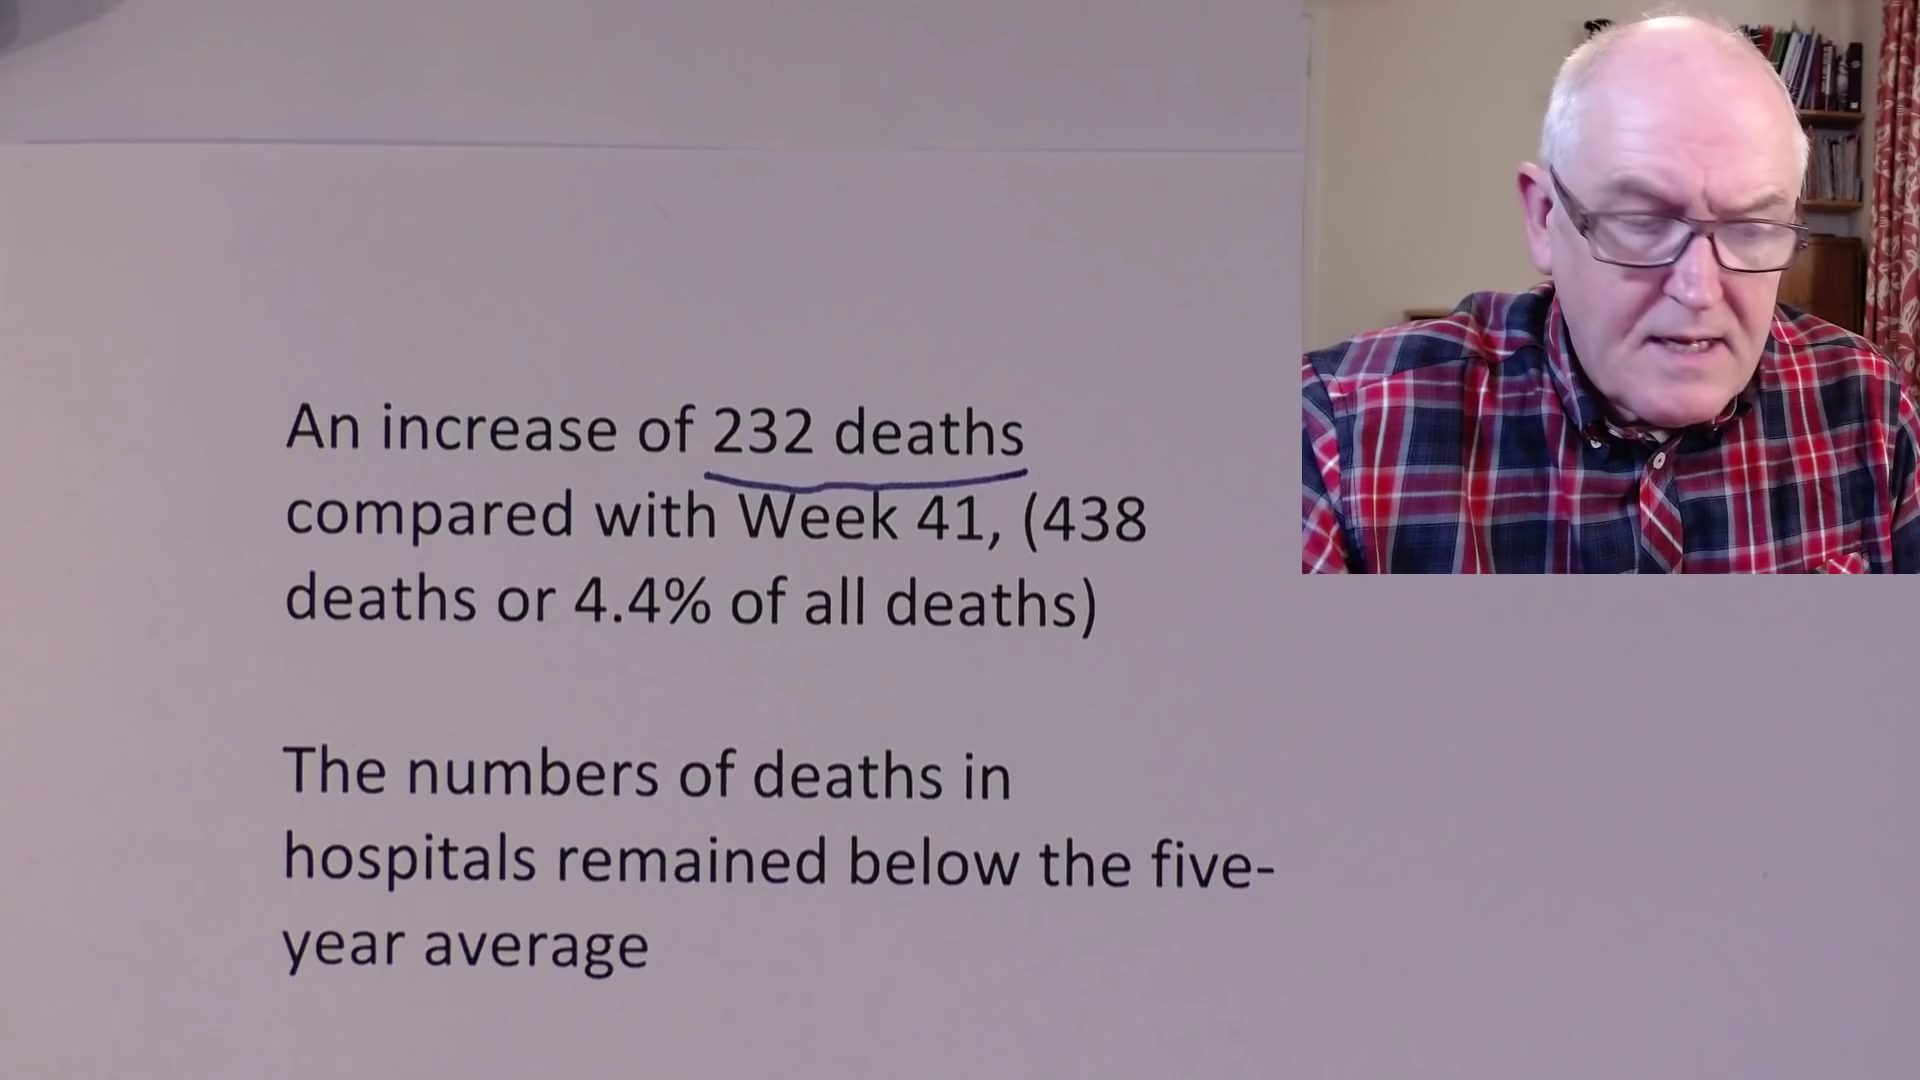 An increase of 232 deaths
compared with Week 41, (438
deaths or 4.4% of all deaths)
The numbers of deaths in
hospitals remained below the five-
year average